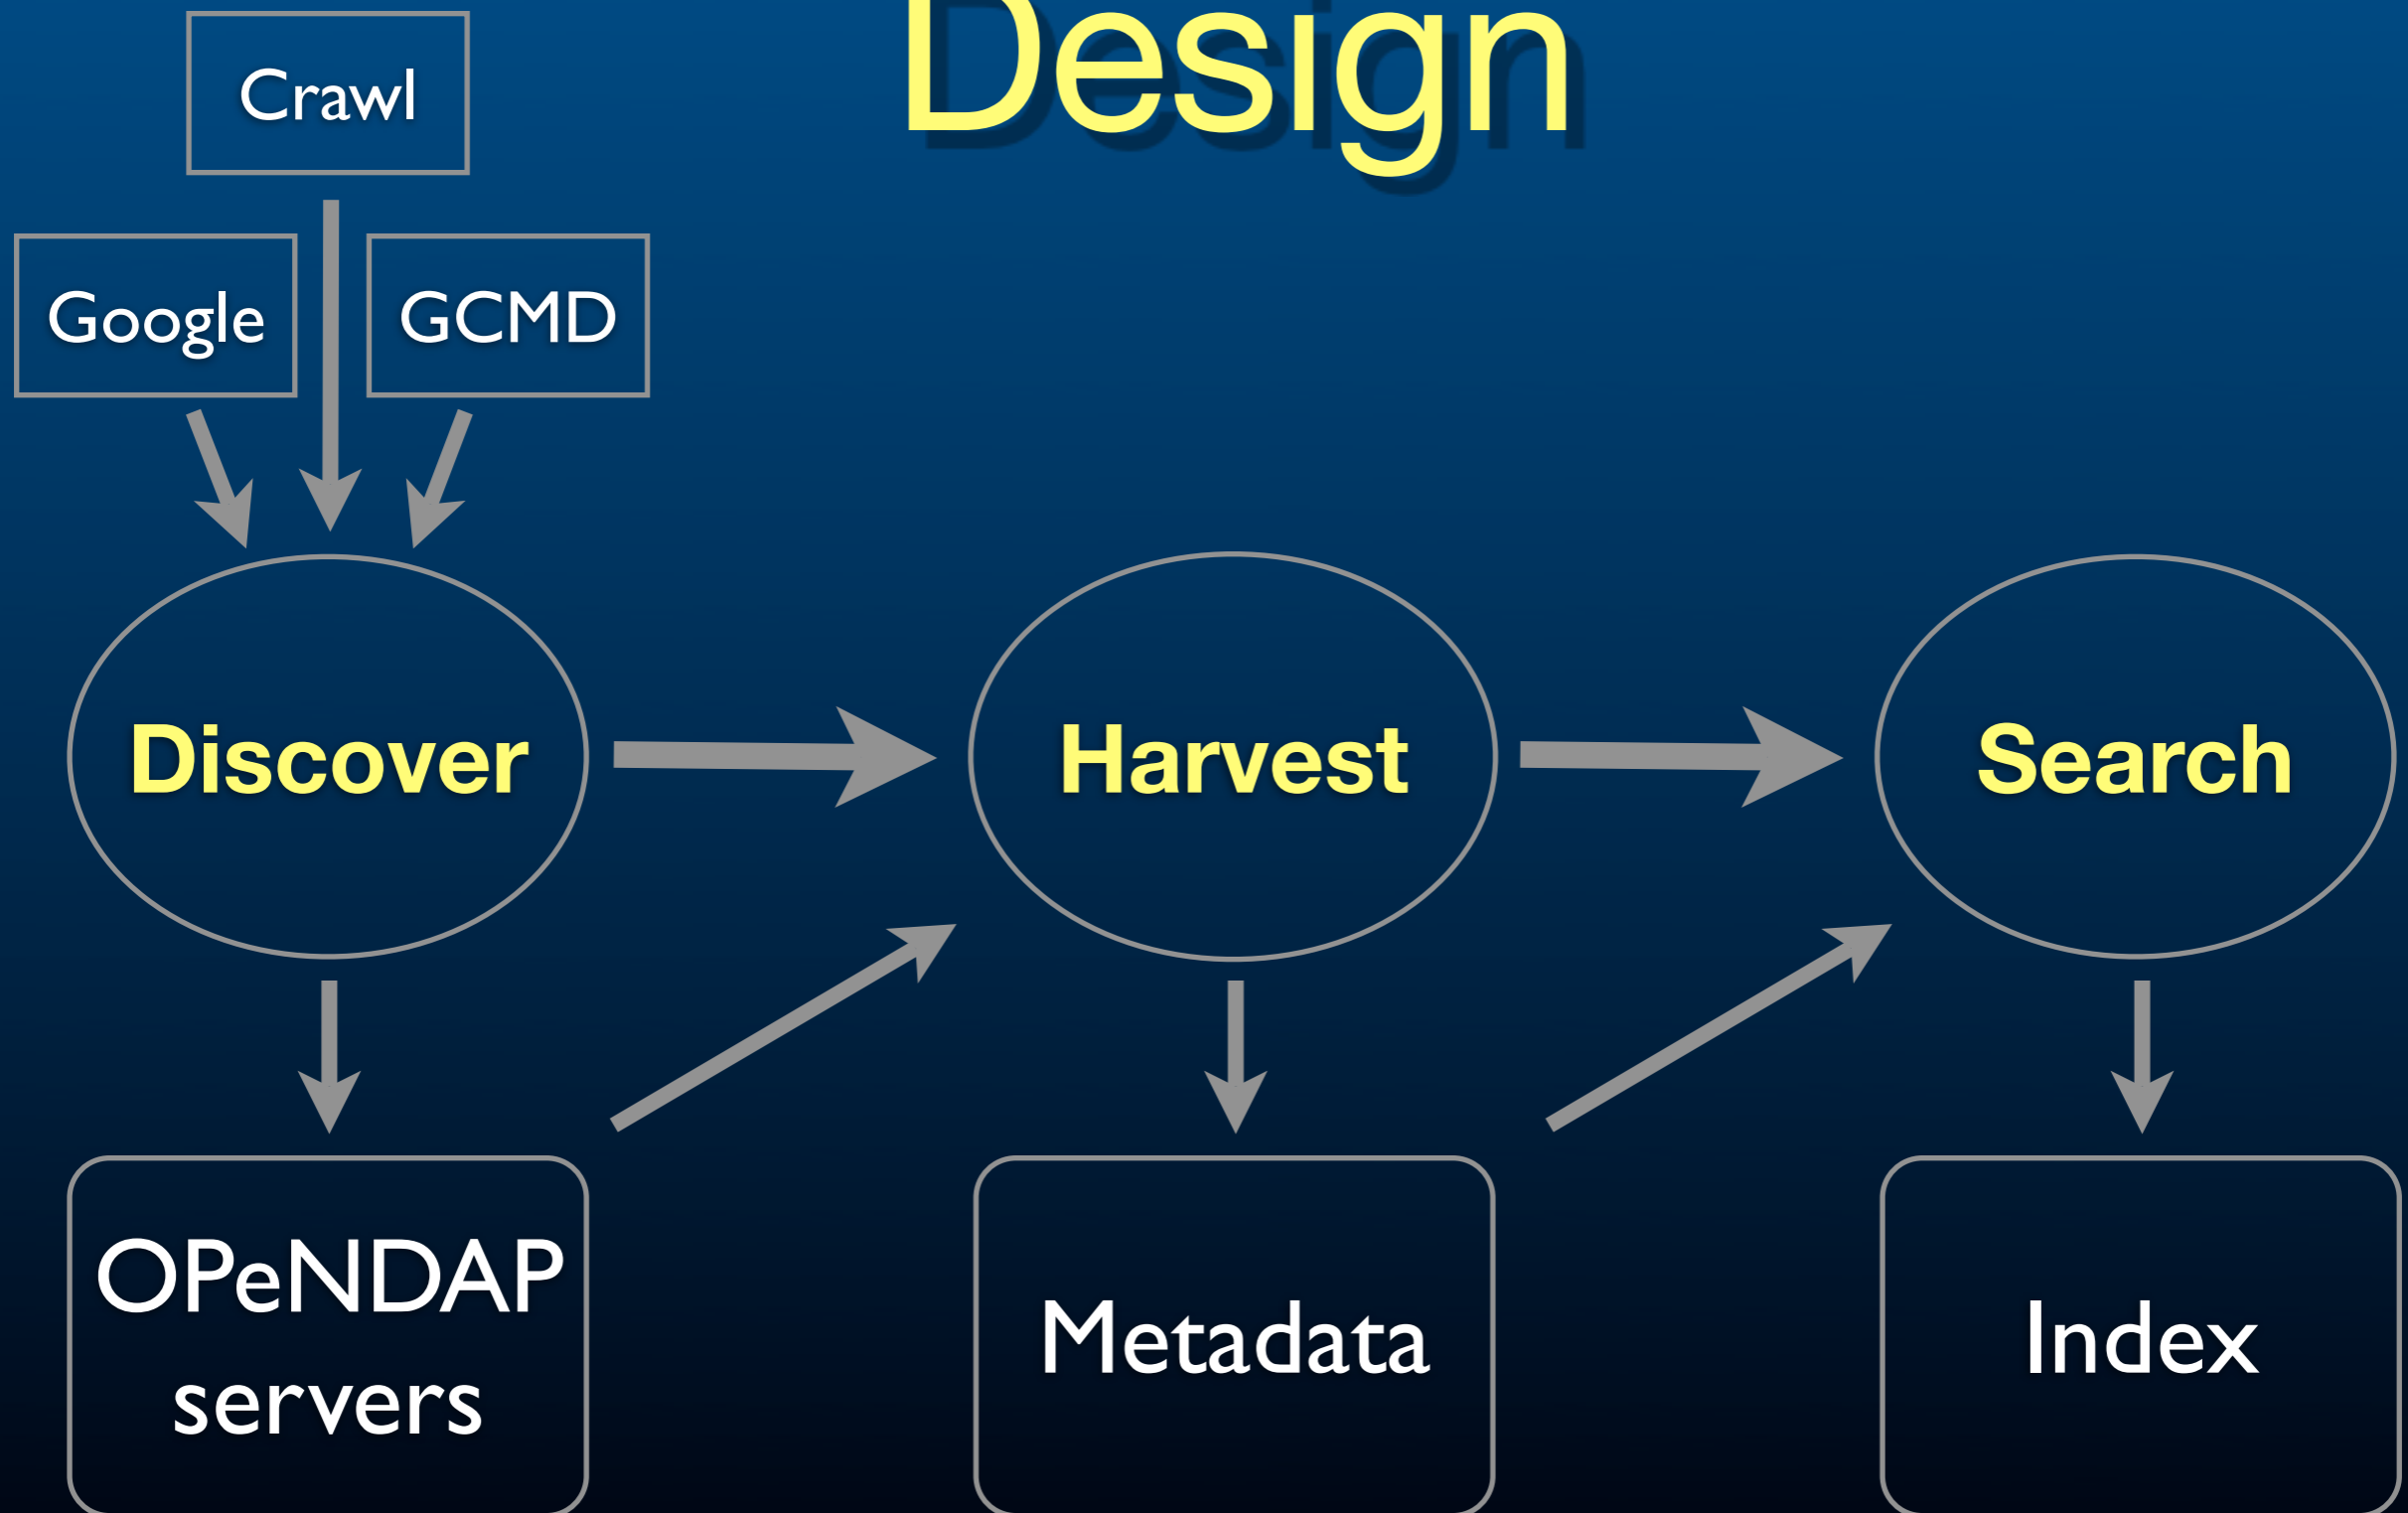 Design
Crawl
Google
GCMD
Discover
Harvest
Search
OPeNDAP
servers
Metadata
Index